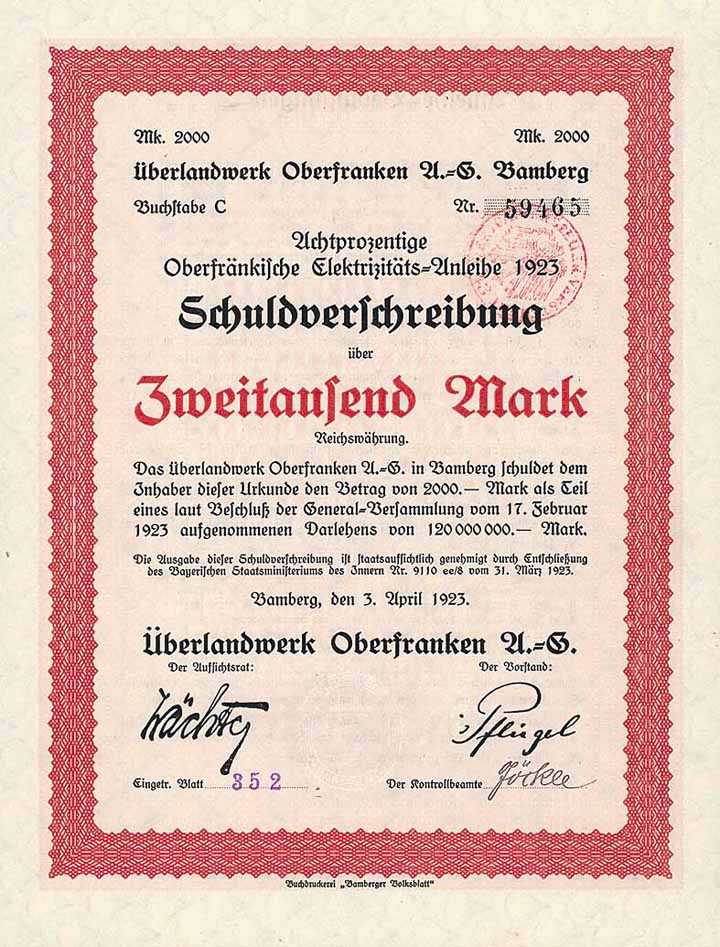 Mk. 2000 Mk. 2000
Überlandwerk Oberfranken A.=G. Bamberg
Buchstabe C Nr. 59465
Achtprozentige
Oberfränkische Elektrizitäts=Anleihe 1923
Schuldverschreibung
über
Zweitausend Mark
Reichswährung.
Das Überlandwerk Oberfranken A.=G. in Bamberg schuldet dem
Inhaber dieser Urkunde den Betrag von 2000.— Mark als Teil
eines laut Beschluß der General=Versammlung vom 17. Februar
1923 aufgenommenen Darlehens von 120 000 000.— Mark.
Die Ausgabe dieser Schuldverschreibung ist staatsaufsichtlich genehmigt durch Entschließung
des Bayerischen Staatsministeriums des Innern Nr. 9110 ee/8 vom 31. März 1923.
Bamberg, den 3. April 1923.
Überlandwerk Oberfranken A.=G.
Der Aufsichtsrat: Der Vorstand:
Wächter Pfliegel
Eingetr. Blatt 352 Der Kontrollbeamte Jöckle
Buchdruckerei „Bamberger Volksblatt"